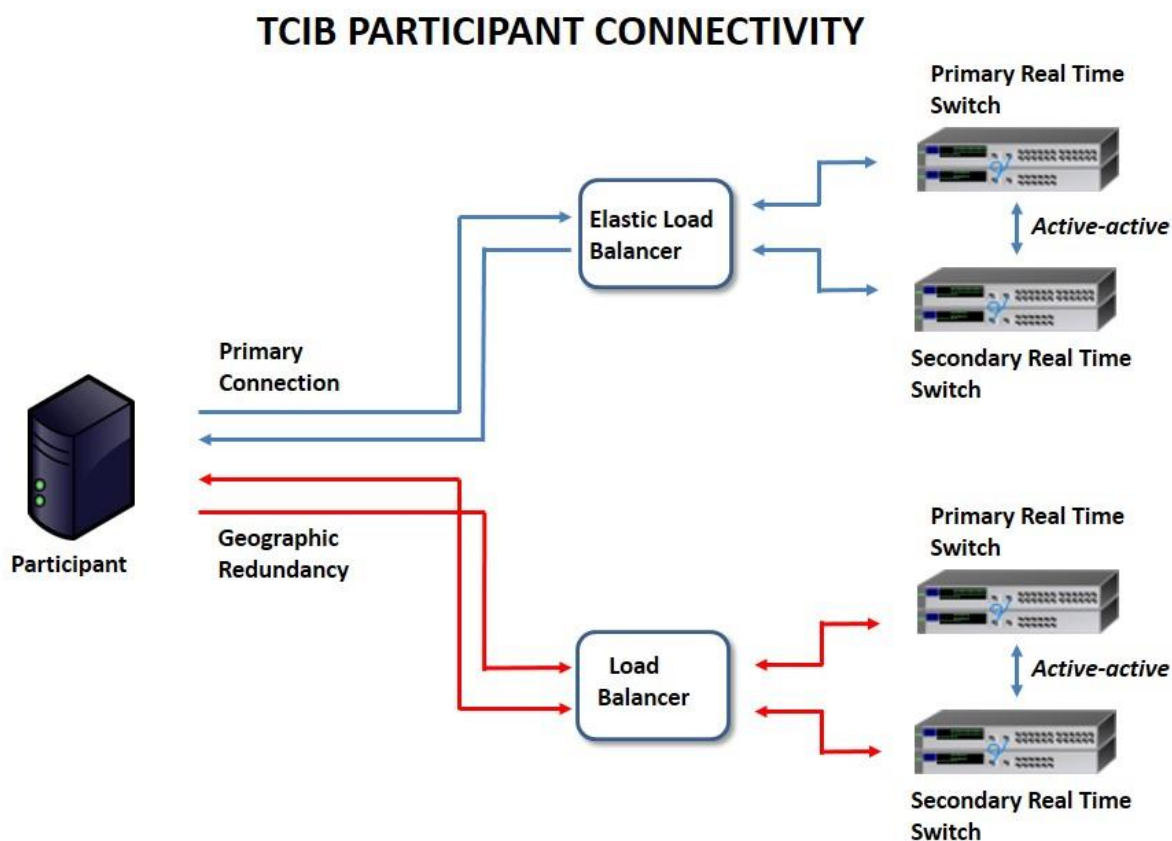 TCIB PARTICIPANT CONNECTIVITY
Primary Real Time
Switch
Elastic Load
Balancer
Active-active
Primary
Connection
Secondary Real Time
Switch
Participant
Geographic
Redundancy
Primary Real Time
Switch
Load
Balancer
Active-active
Secondary Real Time
Switch